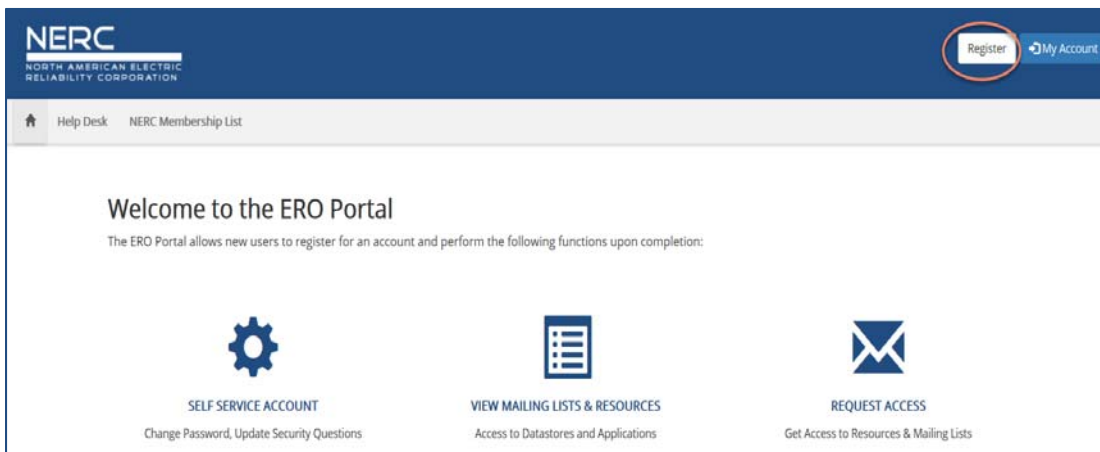 NERC
NORTH AMERICAN ELECTRIC
RELIABILITY CORPORATION
Register
My Account
Help Desk NERC Membership List
Welcome to the ERO Portal
The ERO Portal allows new users to register for an account and perform the following functions upon completion:
SELF SERVICE ACCOUNT
Change Password, Update Security Questions
VIEW MAILING LISTS & RESOURCES
Access to Datastores and Applications
REQUEST ACCESS
Get Access to Resources & Mailing Lists